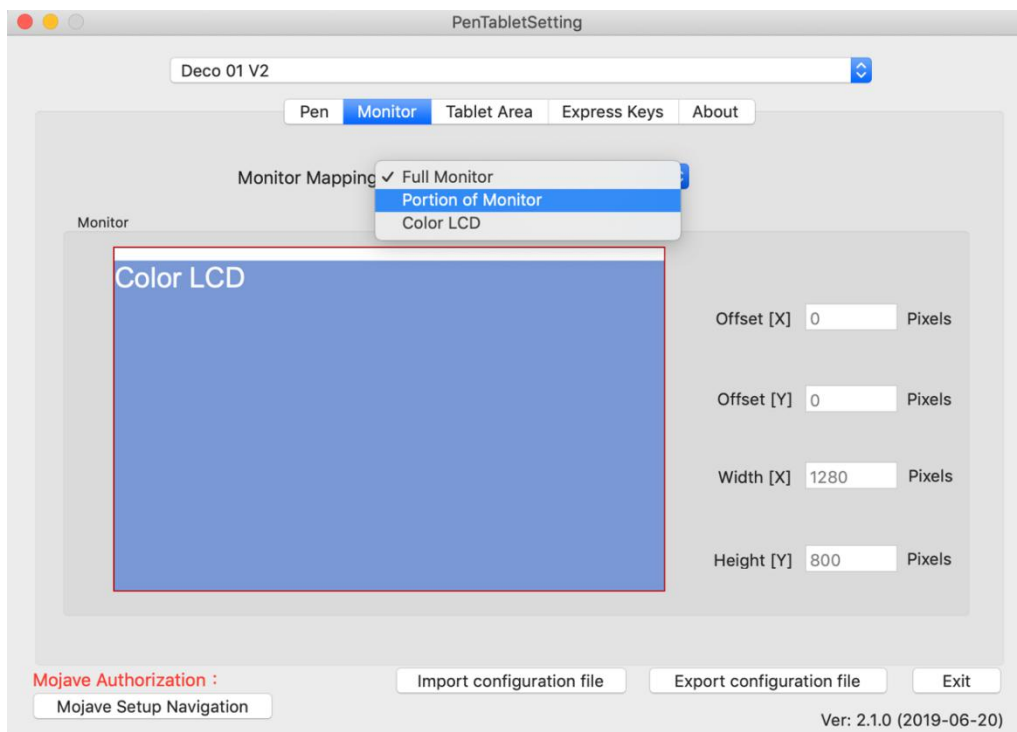 PenTabletSetting
Deco 01 V2
Pen Monitor Tablet Area Express Keys About
Monitor Mapping ✓ Full Monitor
Portion of Monitor
Color LCD
Monitor
Color LCD
Offset [X] 0 Pixels
Offset [Y] 0 Pixels
Width [X] 1280 Pixels
Height [Y] 800 Pixels
Mojave Authorization :
Import configuration file Export configuration file Exit
Mojave Setup Navigation
Ver: 2.1.0 (2019-06-20)